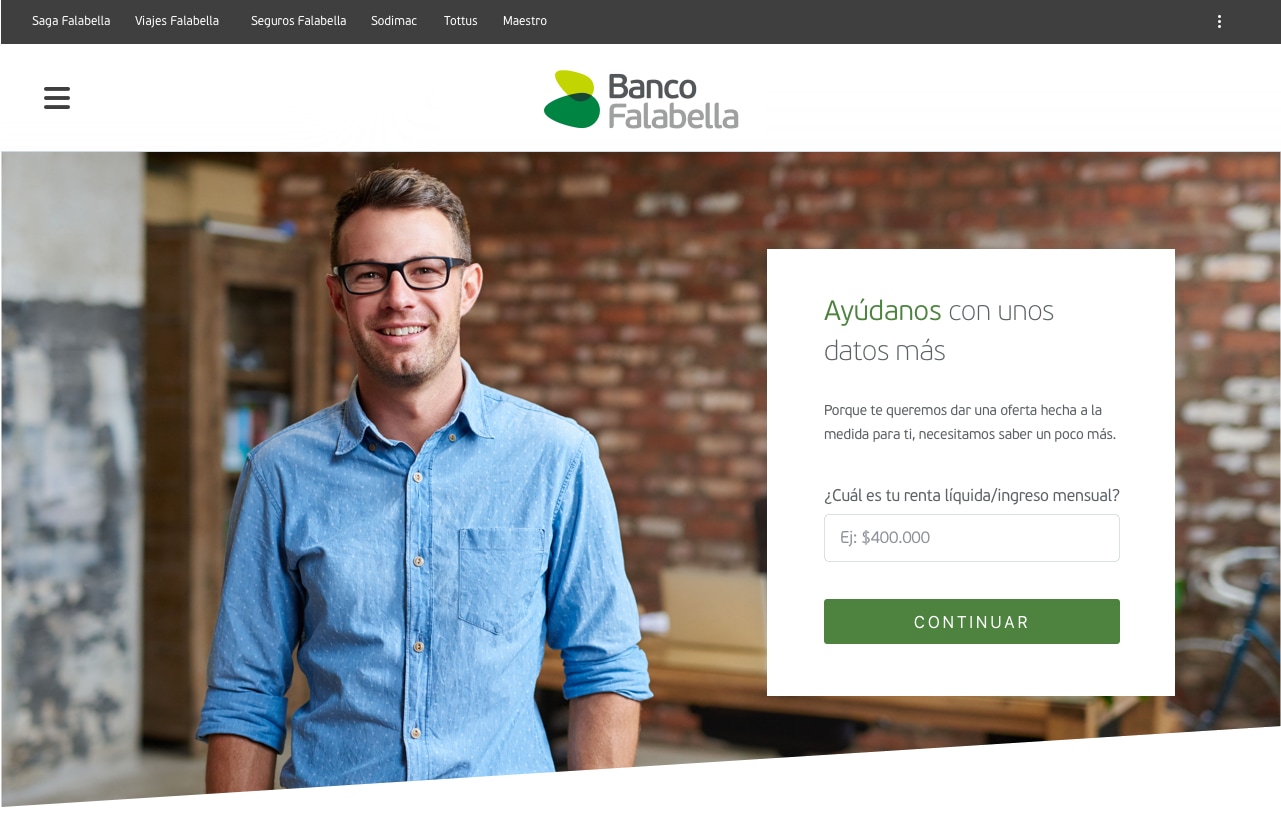 Saga Falabella Viajes Falabella Seguros Falabella Sodimac Tottus Maestro
Banco
Falabella
Ayúdanos con unos
datos más
Porque te queremos dar una oferta hecha a la
medida para ti, necesitamos saber un poco más.
¿Cuál es tu renta líquida/ingreso mensual?
Ej: $400.000
CONTINUAR